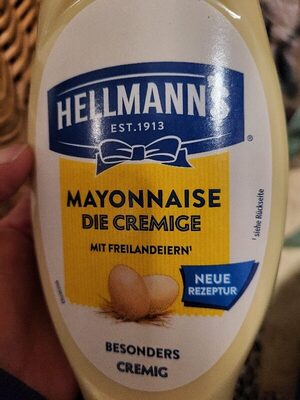 HELLMANN'S
EST.1913
®
MAYONNAISE
DIE CREMIGE
MIT FREILANDEIERN¹
NEUE
REZEPTUR
BESONDERS
CREMIG
¹ siehe Rückseite